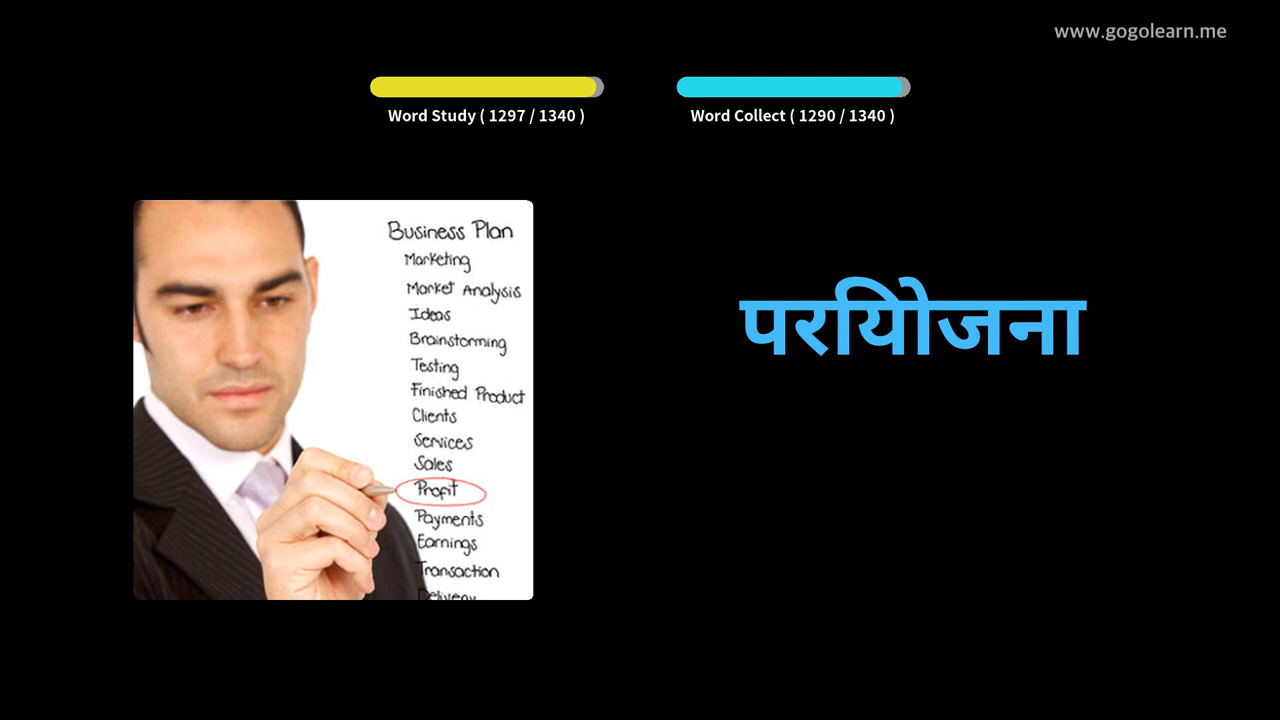 www.gogolearn.me
Word Study ( 1297 / 1340 )
Word Collect ( 1290 / 1340 )
Business Plan
Marketing
Market Analysis
Ideas
Brainstorming
Testing
Finished Product
Clients
Services
Sales
Profit
Payments
Earnings
Transaction
Delivery
परियोजना